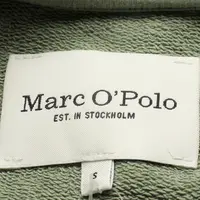 Marc O'Polo
EST. IN STOCKHOLM
S